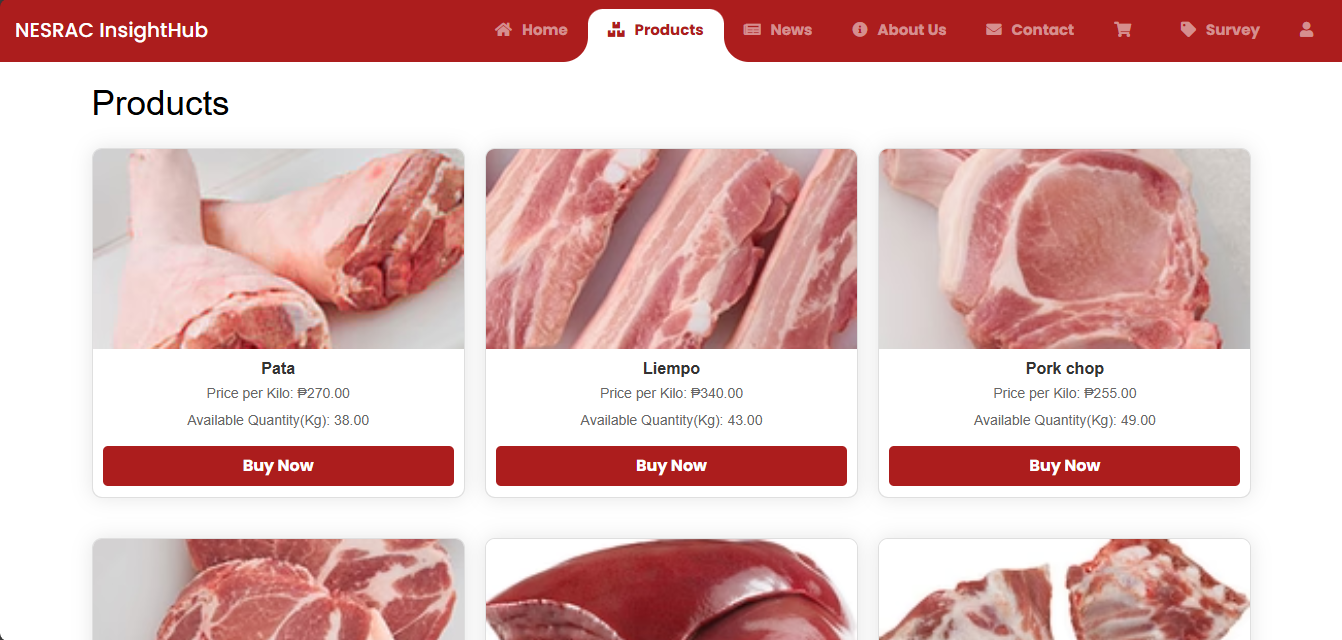 NESRAC InsightHub
Home
Products
News
About Us
Contact
Survey
Products
Pata
Price per Kilo: ₱270.00
Available Quantity(Kg): 38.00
Buy Now
Liempo
Price per Kilo: ₱340.00
Available Quantity(Kg): 43.00
Buy Now
Pork chop
Price per Kilo: ₱255.00
Available Quantity(Kg): 49.00
Buy Now